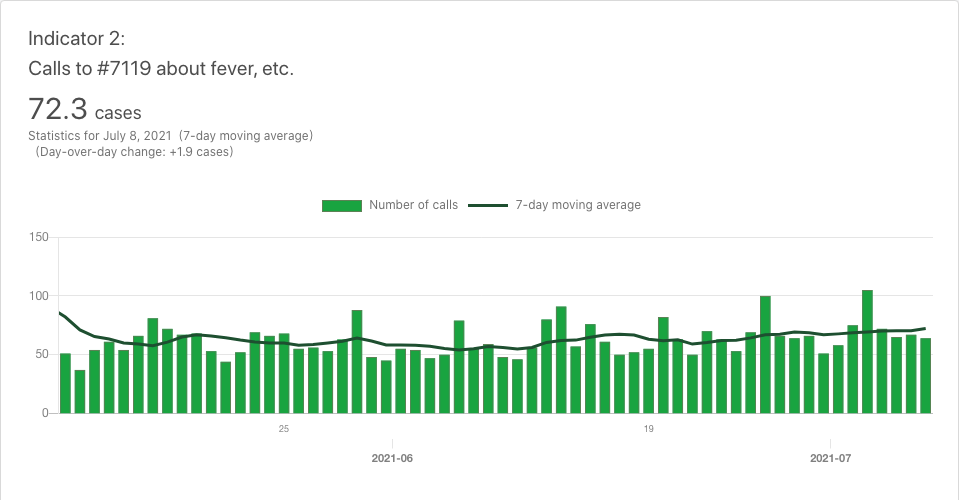 Indicator 2:
Calls to #7119 about fever, etc.
72.3 cases
Statistics for July 8, 2021 (7-day moving average)
(Day-over-day change: +1.9 cases)
Number of calls 7-day moving average
150
100
50
0
25 19
2021-06 2021-07